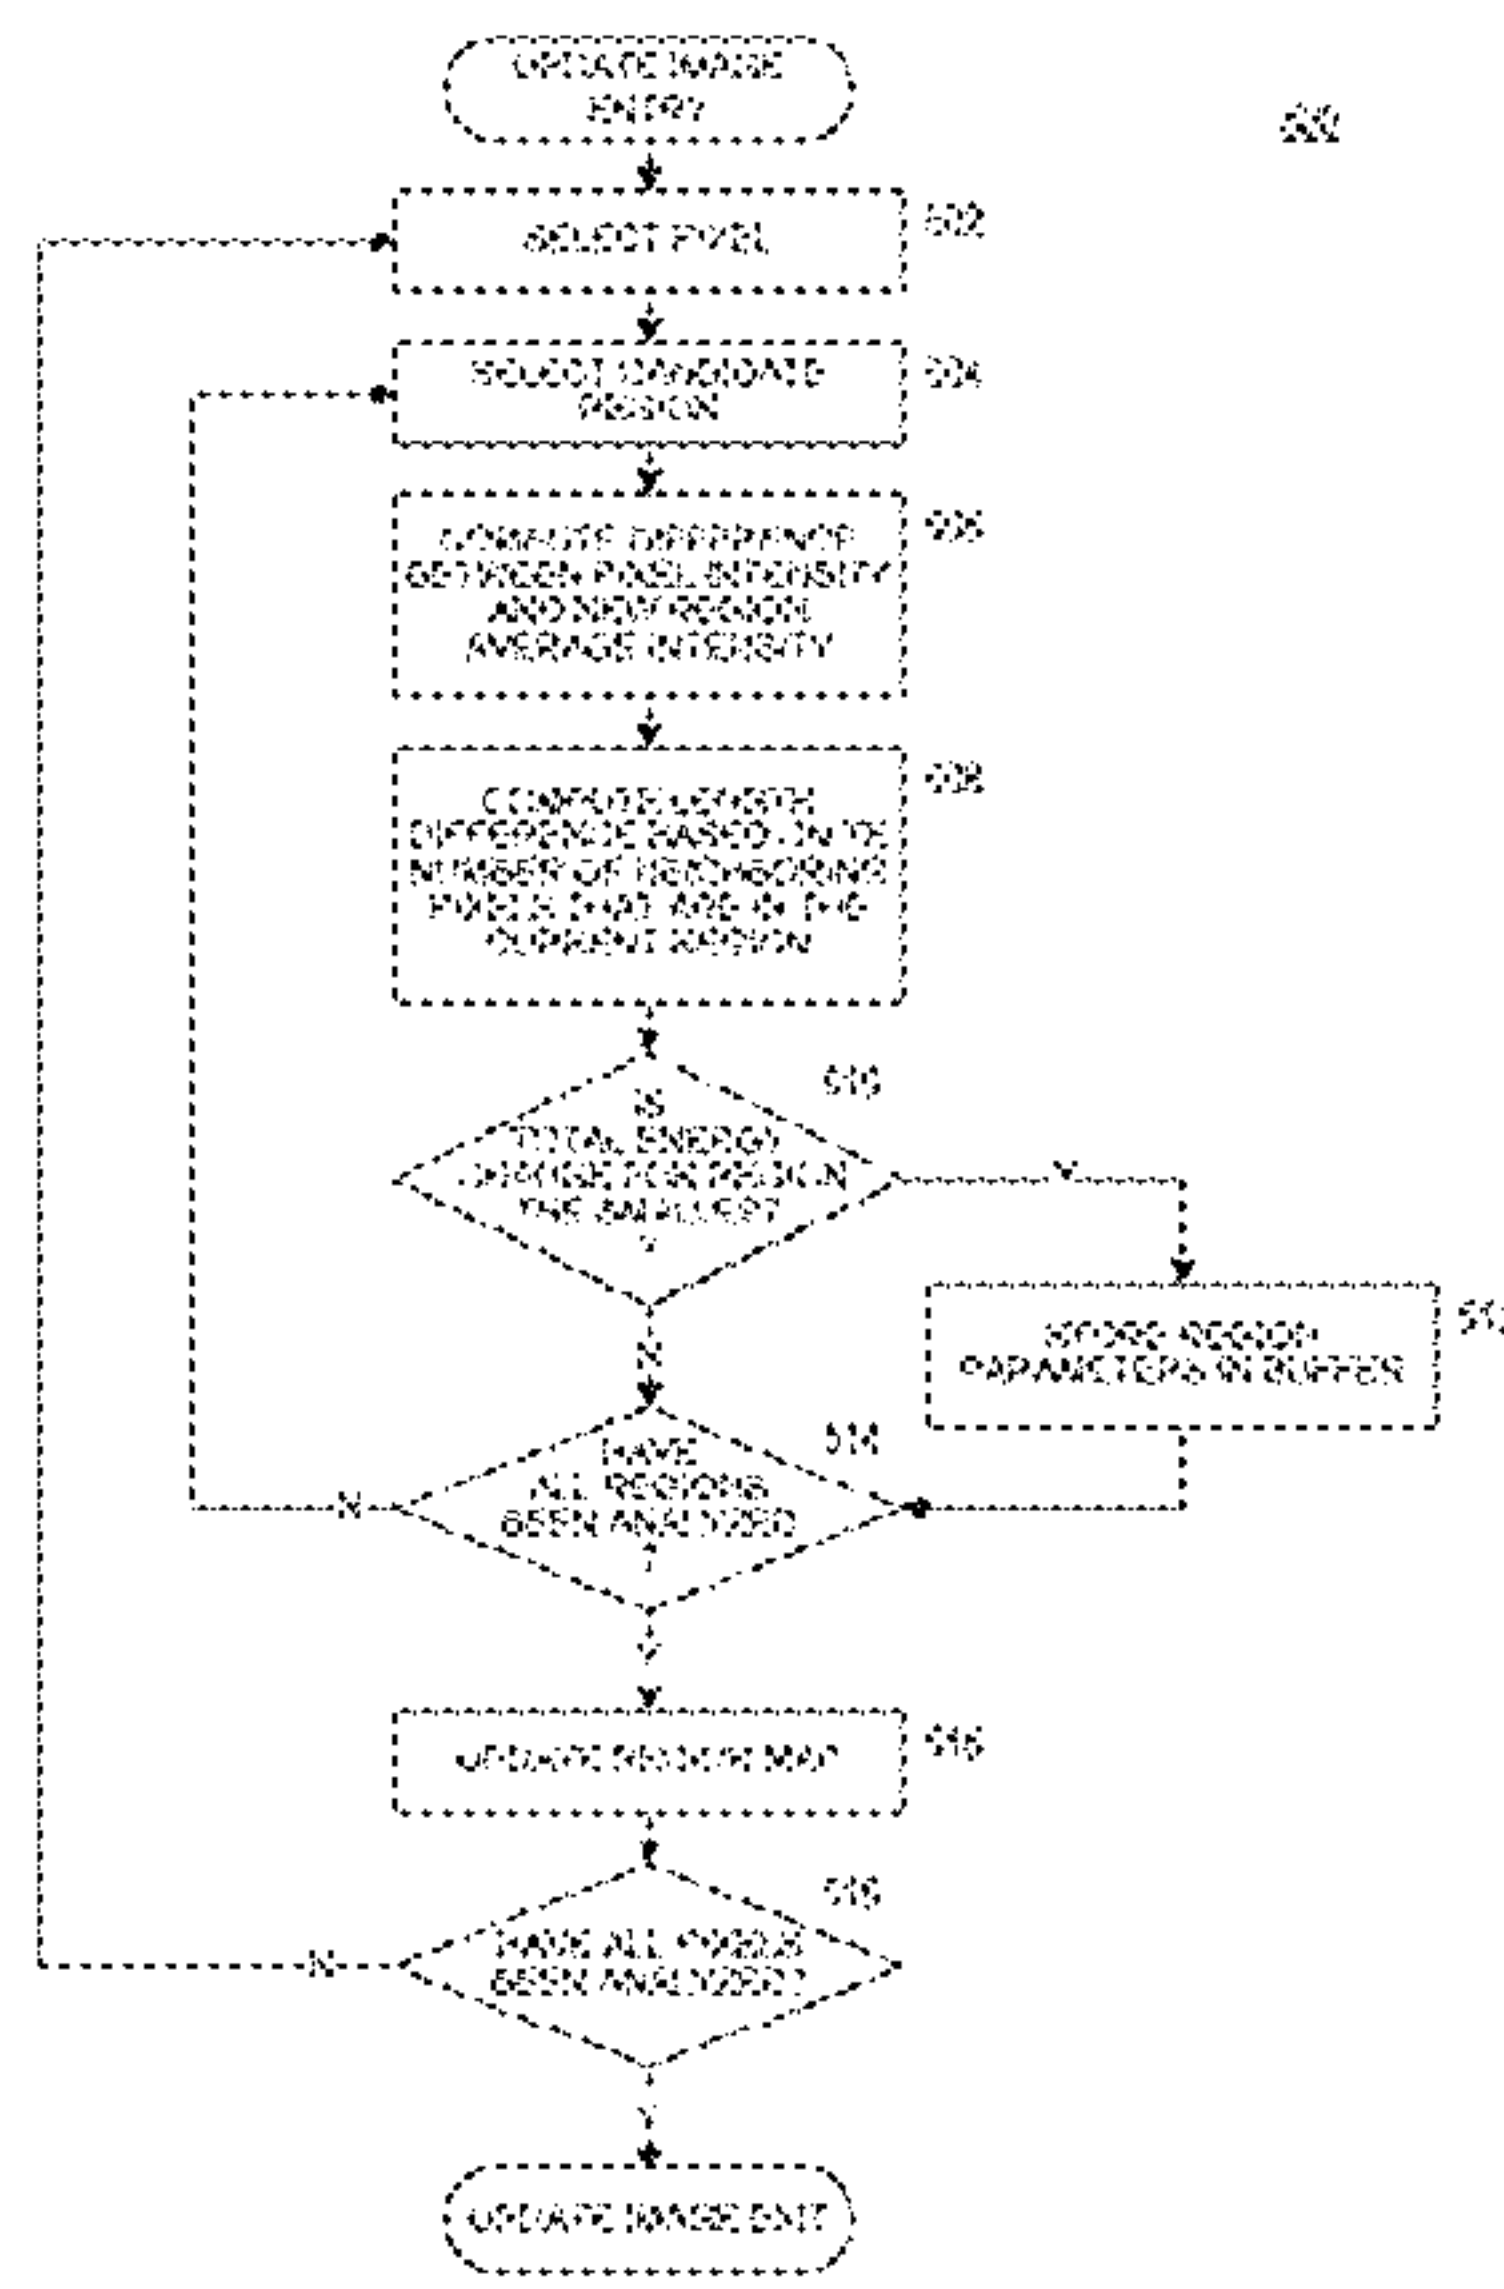 UPDATE IMAGE
ENTRY
SELECT PIXEL
SELECT CANDIDATE
REGION
COMPUTE DIFFERENCE
BETWEEN PIXEL INTENSITY
AND NEW REGION
AVERAGE INTENSITY
COMPUTE LENGTH
DIFFERENCE BASED ON
NUMBER OF NEIGHBORING
PIXELS THAT ARE IN THE
CURRENT REGION
IS
TOTAL ENERGY
CHANGE FOR REGION
THE SMALLEST
?
Y
STORE REGION
PARAMETERS IN BUFFER
N
HAVE
ALL REGIONS
BEEN ANALYZED
?
N
Y
UPDATE REGION MAP
HAVE ALL PIXELS
BEEN ANALYZED?
N
Y
UPDATE IMAGE EXIT